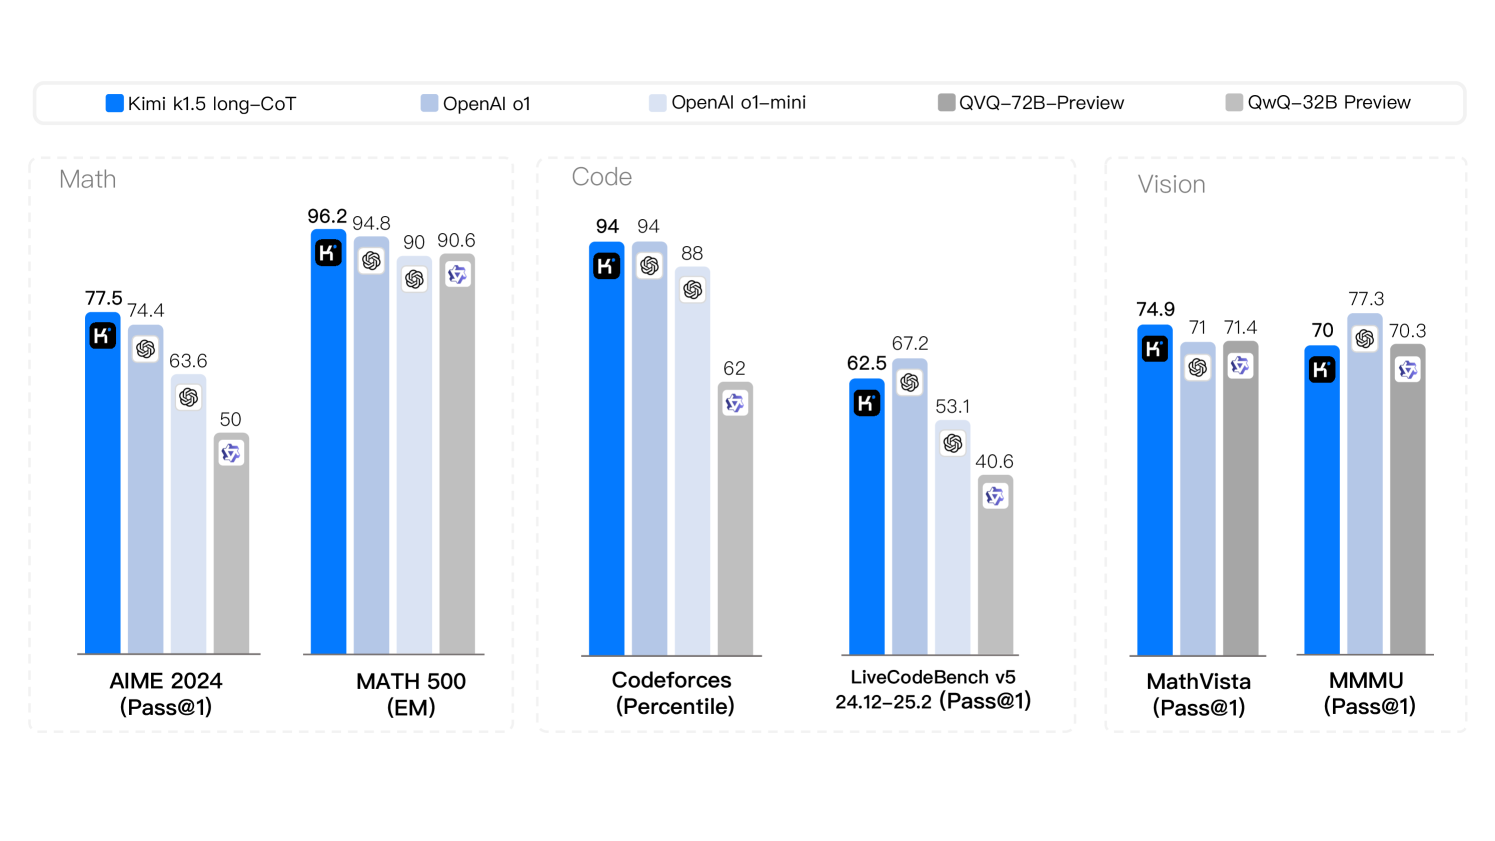 Kimi k1.5 long-CoT
OpenAI o1
OpenAI o1-mini
QVQ-72B-Preview
QwQ-32B Preview
Math
77.5
74.4
63.6
50
AIME 2024
(Pass@1)
96.2
94.8
90
90.6
MATH 500
(EM)
Code
94
94
88
62
Codeforces
(Percentile)
62.5
67.2
53.1
40.6
LiveCodeBench v5
24.12-25.2 (Pass@1)
Vision
74.9
71
71.4
MathVista
(Pass@1)
70
77.3
70.3
MMMU
(Pass@1)